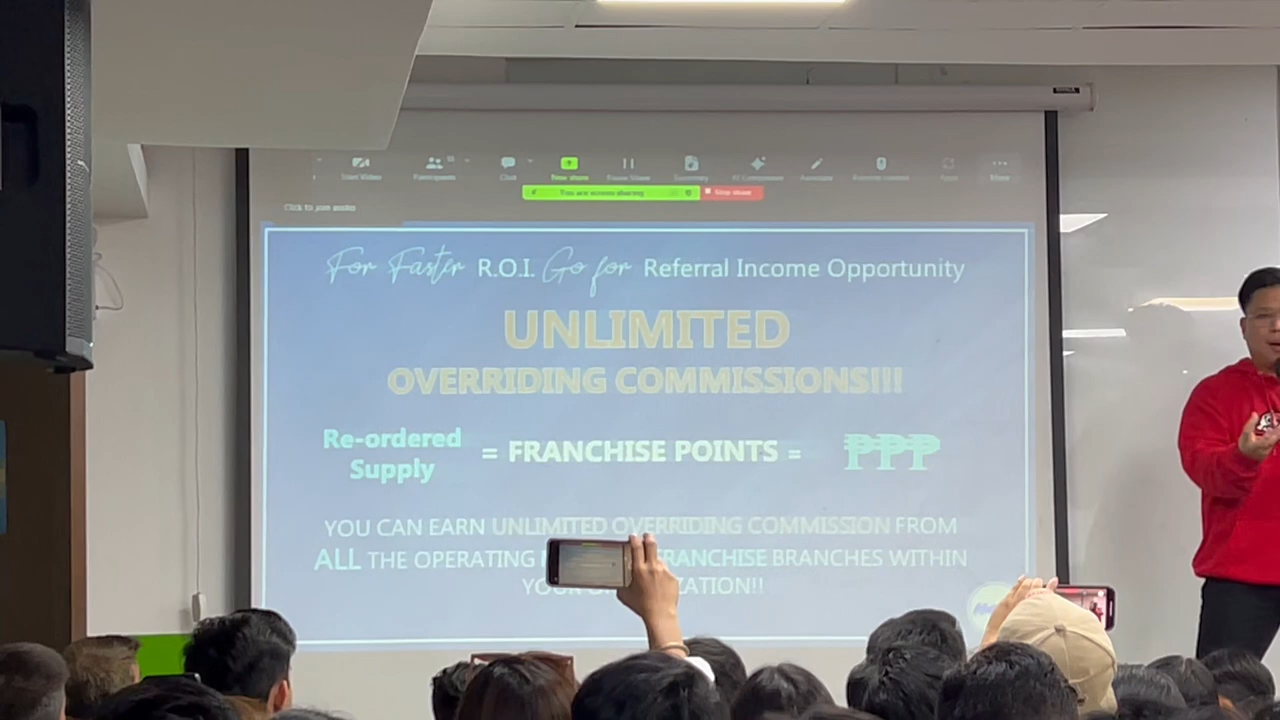 Start Video Participants Chat New share Pause Share Summary AI Companion Annotate Remote control Apps More
You are screen sharing Stop share
Click to join audio
For Faster R.O.I. Go for Referral Income Opportunity
UNLIMITED
OVERRIDING COMMISSIONS!!!
Re-ordered
Supply
= FRANCHISE POINTS = PPP
YOU CAN EARN UNLIMITED OVERRIDING COMMISSION FROM
ALL THE OPERATING FRANCHISE BRANCHES WITHIN
YOUR !!